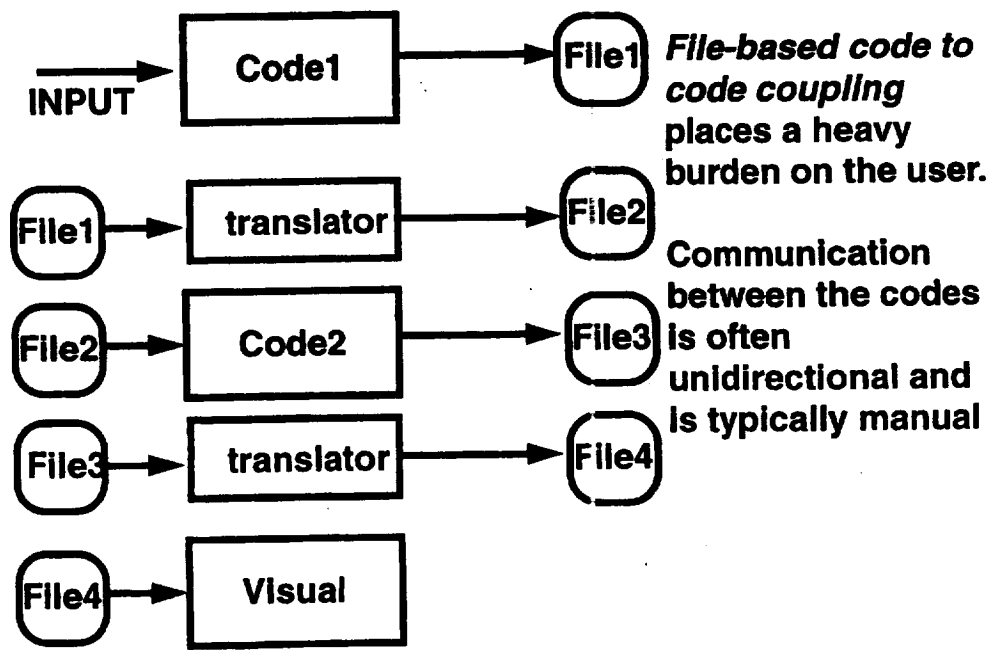 Code1
File1
INPUT
File-based code to
code coupling
places a heavy
burden on the user.
File1
translator
File2
Communication
between the codes
is often
unidirectional and
is typically manual
File2
Code2
File3
File3
translator
File4
File4
Visual